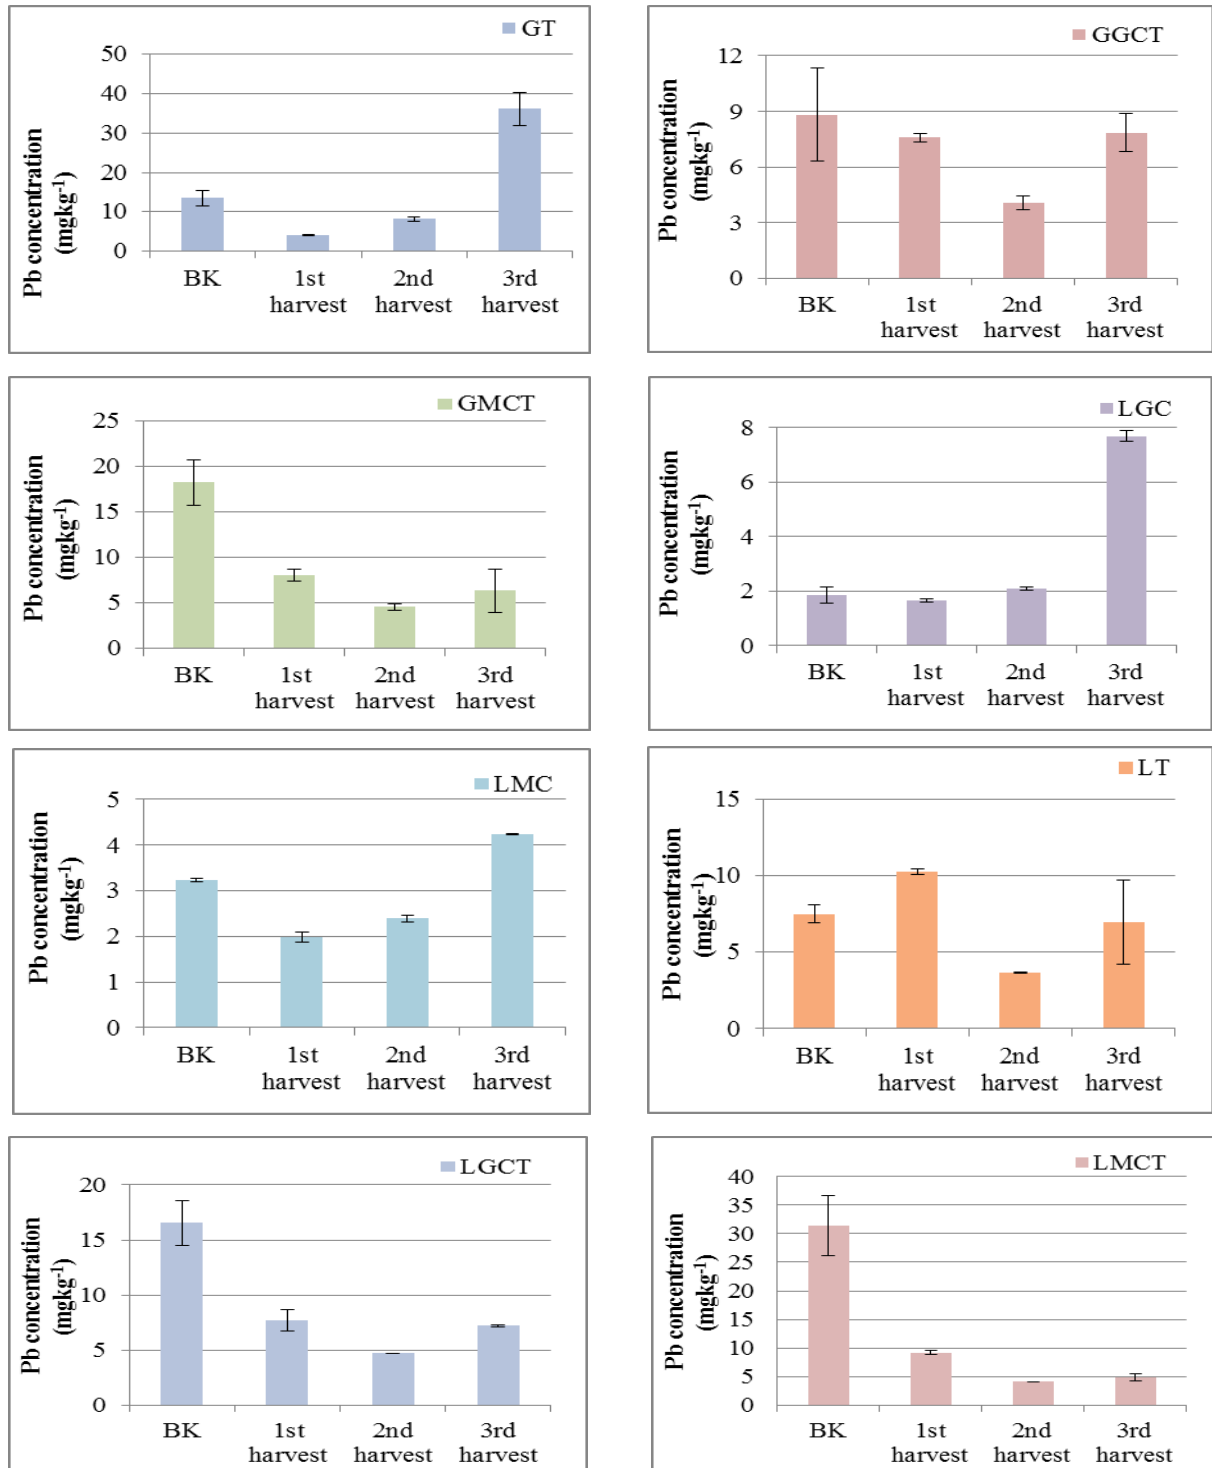 GT
Pb concentration
(mgkg-1)
50
40
30
20
10
0
BK
1st
harvest
2nd
harvest
3rd
harvest
GGCT
Pb concentration
(mgkg-1)
12
9
6
3
0
BK
1st
harvest
2nd
harvest
3rd
harvest
GMCT
Pb concentration
(mgkg-1)
25
20
15
10
5
0
BK
1st
harvest
2nd
harvest
3rd
harvest
LGC
Pb concentration
(mgkg-1)
8
6
4
2
0
BK
1st
harvest
2nd
harvest
3rd
harvest
LMC
Pb concentration
(mgkg-1)
5
4
3
2
1
0
BK
1st
harvest
2nd
harvest
3rd
harvest
LT
Pb concentration
(mgkg-1)
15
10
5
0
BK
1st
harvest
2nd
harvest
3rd
harvest
LGCT
Pb concentration
(mgkg-1)
20
15
10
5
0
BK
1st
harvest
2nd
harvest
3rd
harvest
LMCT
Pb concentration
(mgkg-1)
40
35
30
25
20
15
10
5
0
BK
1st
harvest
2nd
harvest
3rd
harvest